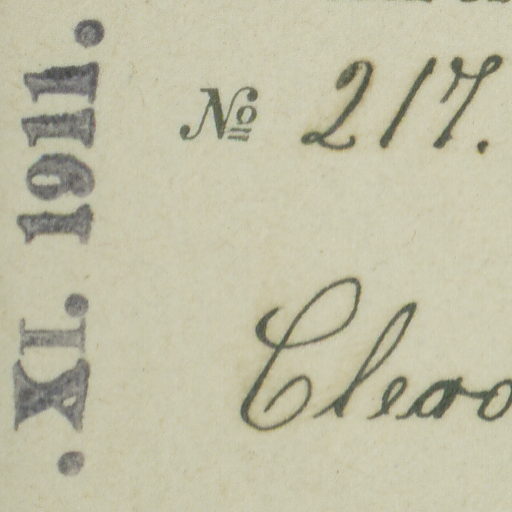 . XI. 1911.
№ 217.